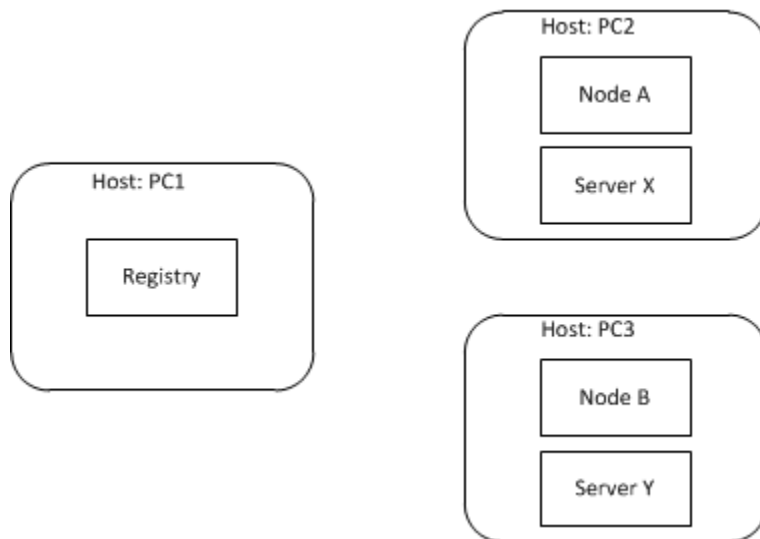 Host: PC1
Registry
Host: PC2
Node A
Server X
Host: PC3
Node B
Server Y